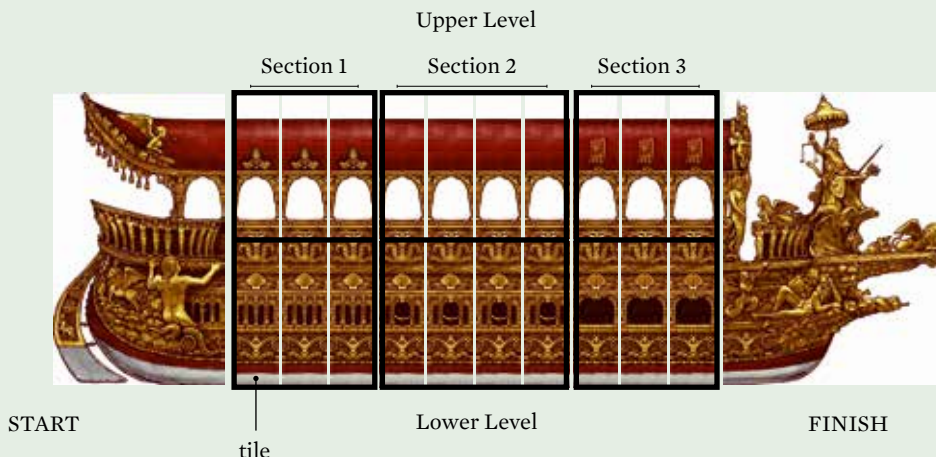 Upper Level
Section 1 Section 2 Section 3
START Lower Level FINISH
tile